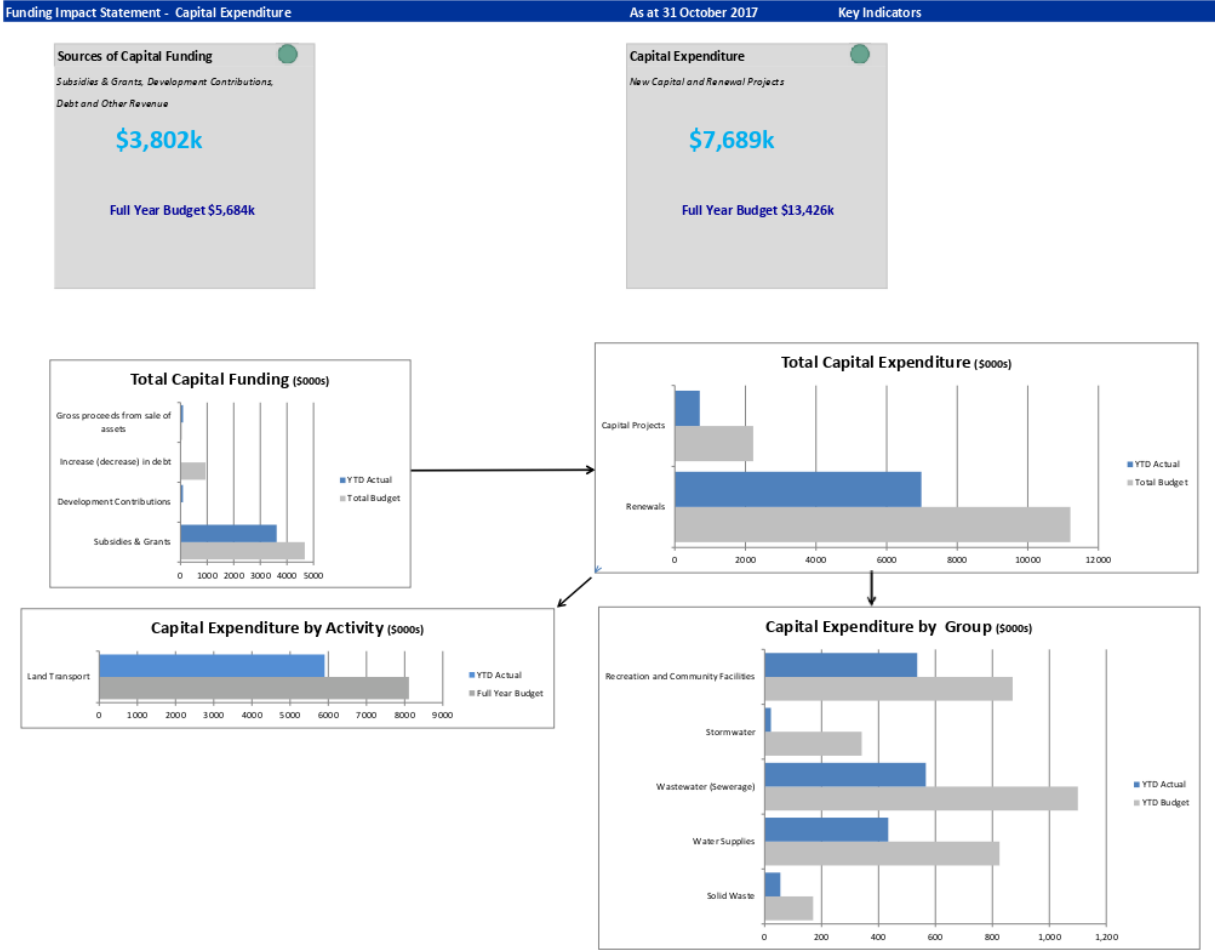 Funding Impact Statement - Capital Expenditure As at 31 October 2017 Key Indicators
Sources of Capital Funding
Subsidies & Grants, Development Contributions,
Debt and Other Revenue
$3,802k
Full Year Budget $5,684k
Capital Expenditure
New Capital and Renewal Projects
$7,689k
Full Year Budget $13,426k
Total Capital Funding ($000s)
Gross proceeds from sale of
assets
Increase (decrease) in debt
Development Contributions
Subsidies & Grants
0 1000 2000 3000 4000 5000
YTD Actual
Total Budget
Total Capital Expenditure ($000s)
Capital Projects
Renewals
0 2000 4000 6000 8000 10000 12000
YTD Actual
Total Budget
Capital Expenditure by Activity ($000s)
Land Transport
0 1000 2000 3000 4000 5000 6000 7000 8000 9000
YTD Actual
Full Year Budget
Capital Expenditure by Group ($000s)
Recreation and Community Facilities
Stormwater
Wastewater (Sewerage)
Water Supplies
Solid Waste
0 200 400 600 800 1,000 1,200
YTD Actual
YTD Budget